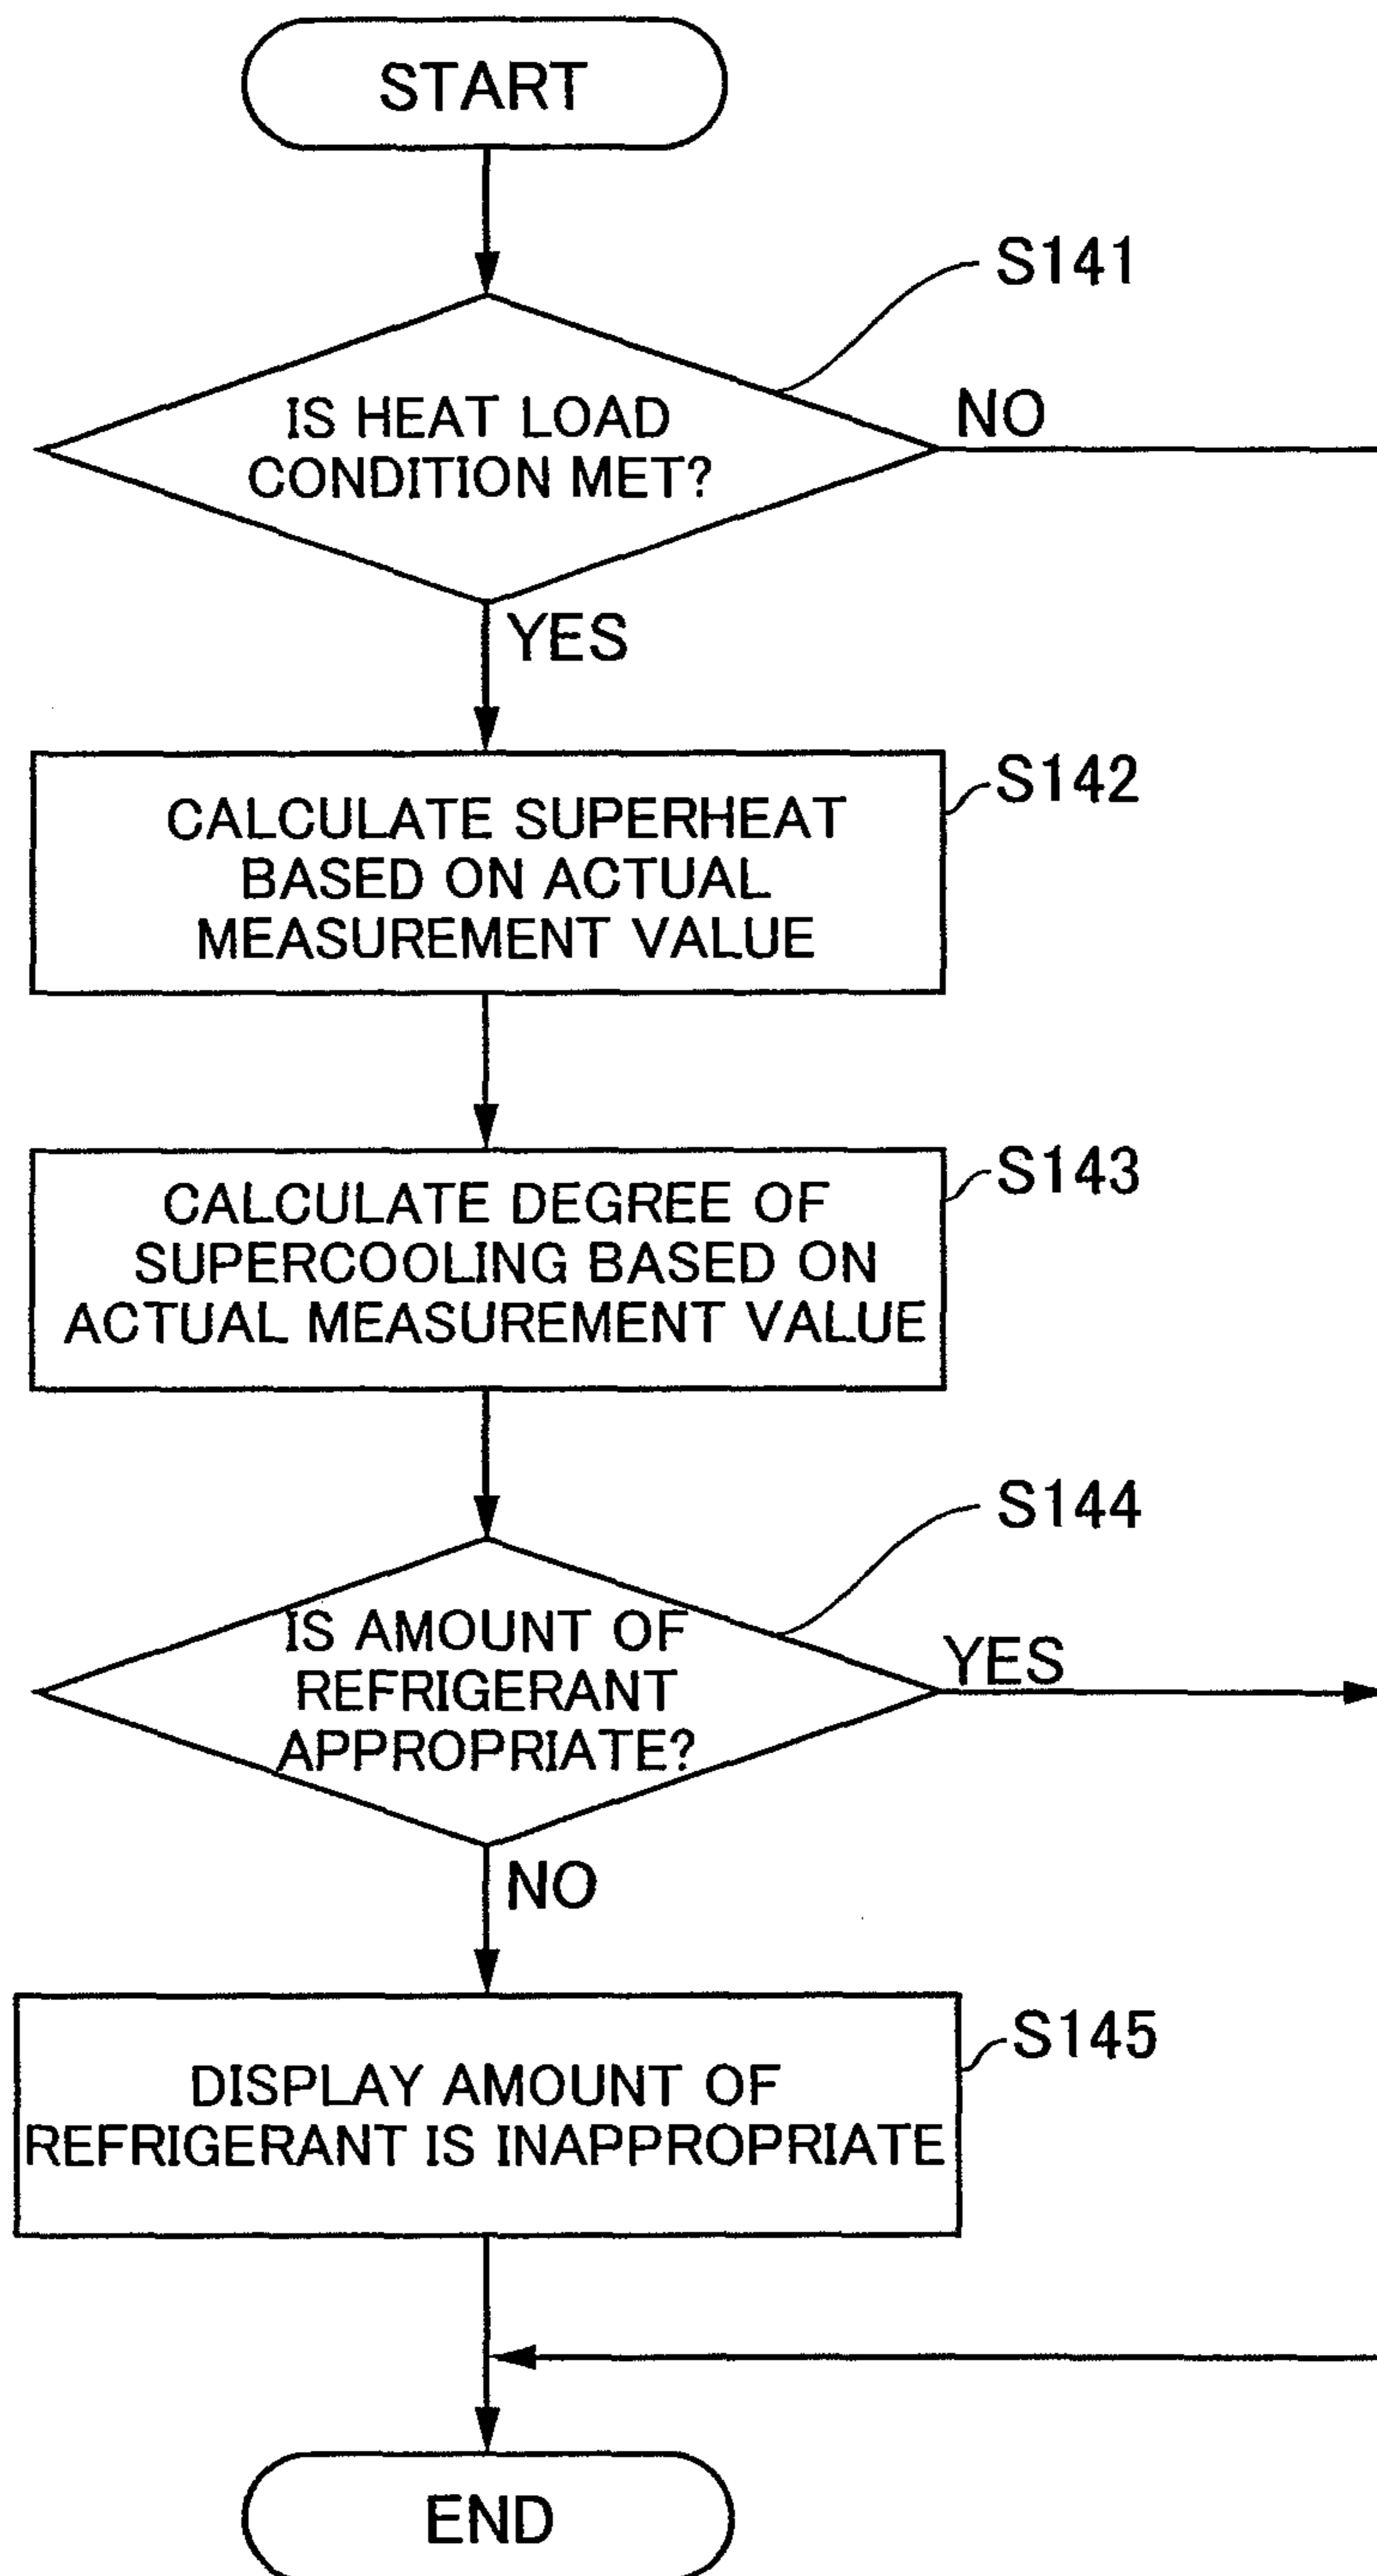 START
S141
IS HEAT LOAD
CONDITION MET?
NO
YES
S142
CALCULATE SUPERHEAT
BASED ON ACTUAL
MEASUREMENT VALUE
S143
CALCULATE DEGREE OF
SUPERCOOLING BASED ON
ACTUAL MEASUREMENT VALUE
S144
IS AMOUNT OF
REFRIGERANT
APPROPRIATE?
YES
NO
S145
DISPLAY AMOUNT OF
REFRIGERANT IS INAPPROPRIATE
END